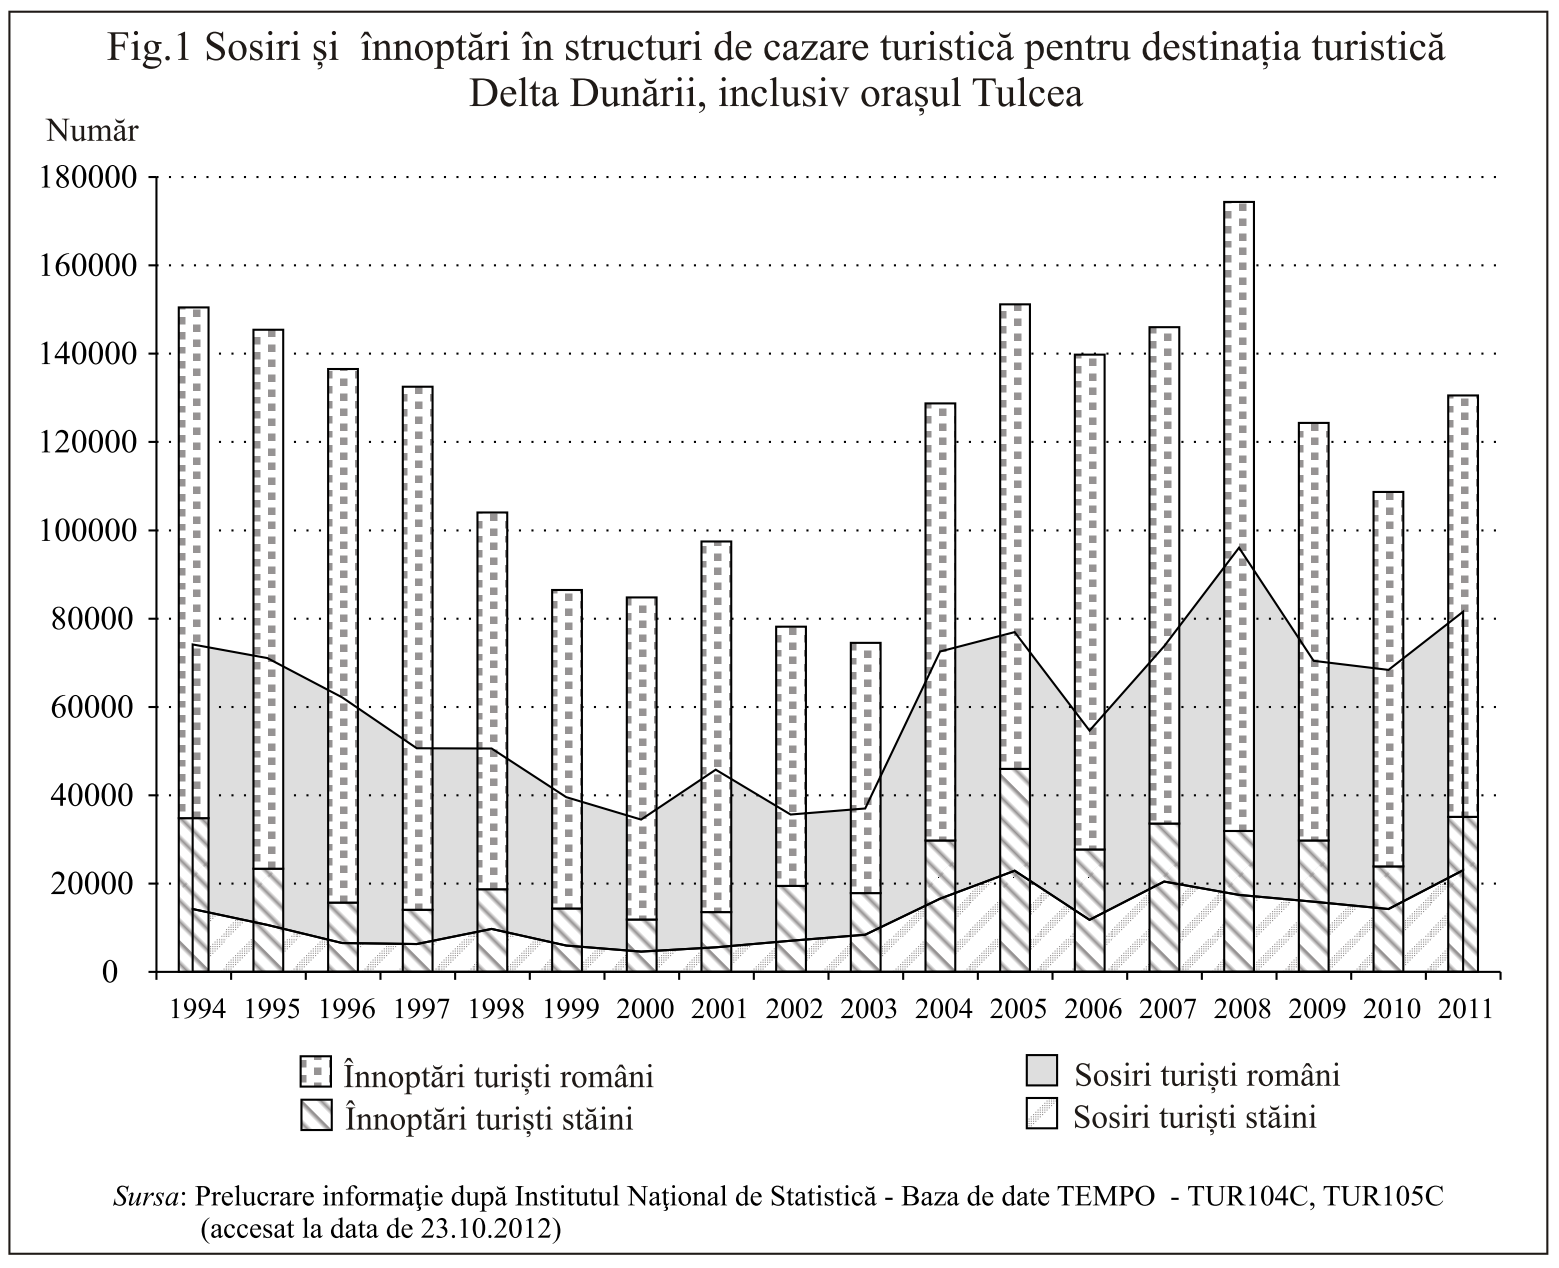 Fig.1 Sosiri și înnoptări în structuri de cazare turistică pentru destinația turistică
Delta Dunării, inclusiv orașul Tulcea
Număr
180000
160000
140000
120000
100000
80000
60000
40000
20000
0
1994 1995 1996 1997 1998 1999 2000 2001 2002 2003 2004 2005 2006 2007 2008 2009 2010 2011
Înnoptări turiști români
Înnoptări turiști stăini
Sosiri turiști români
Sosiri turiști stăini
Sursa: Prelucrare informaţie după Institutul Naţional de Statistică - Baza de date TEMPO - TUR104C, TUR105C
(accesat la data de 23.10.2012)